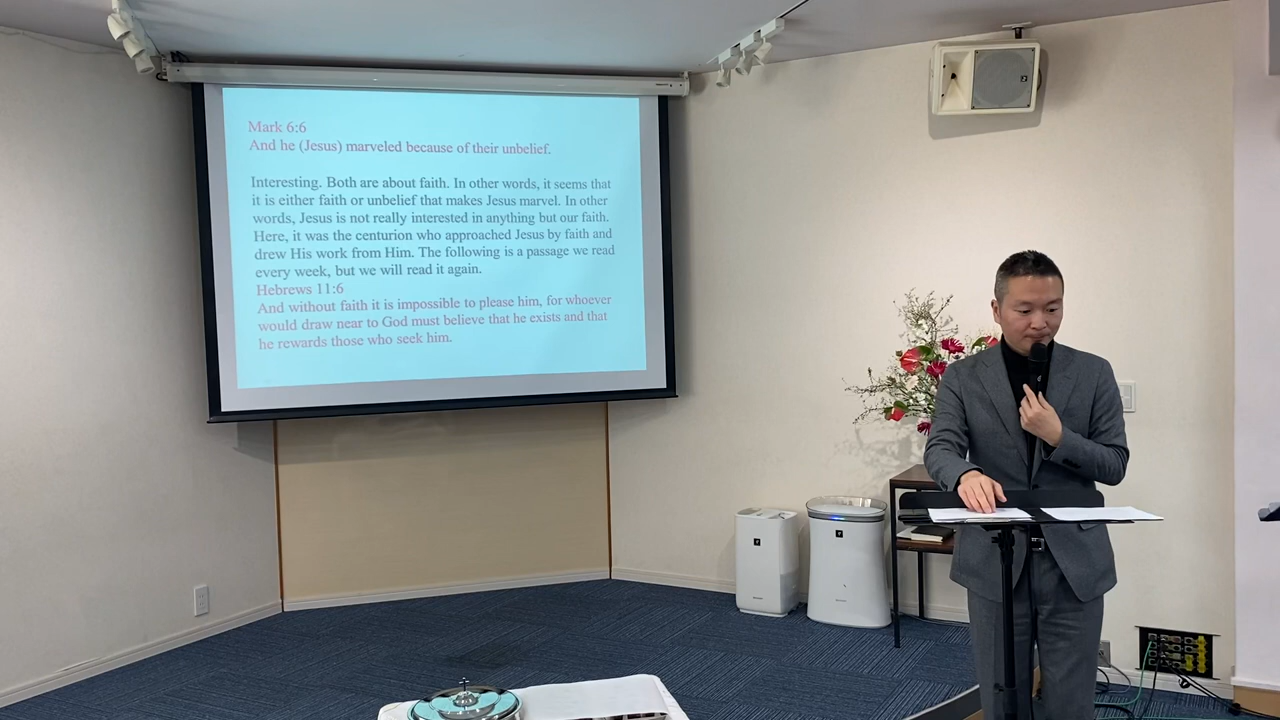 Mark 6:6
And he (Jesus) marveled because of their unbelief.
Interesting. Both are about faith. In other words, it seems that
it is either faith or unbelief that makes Jesus marvel. In other
words, Jesus is not really interested in anything but our faith.
Here, it was the centurion who approached Jesus by faith and
drew His work from Him. The following is a passage we read
every week, but we will read it again.
Hebrews 11:6
And without faith it is impossible to please him, for whoever
would draw near to God must believe that he exists and that
he rewards those who seek him.